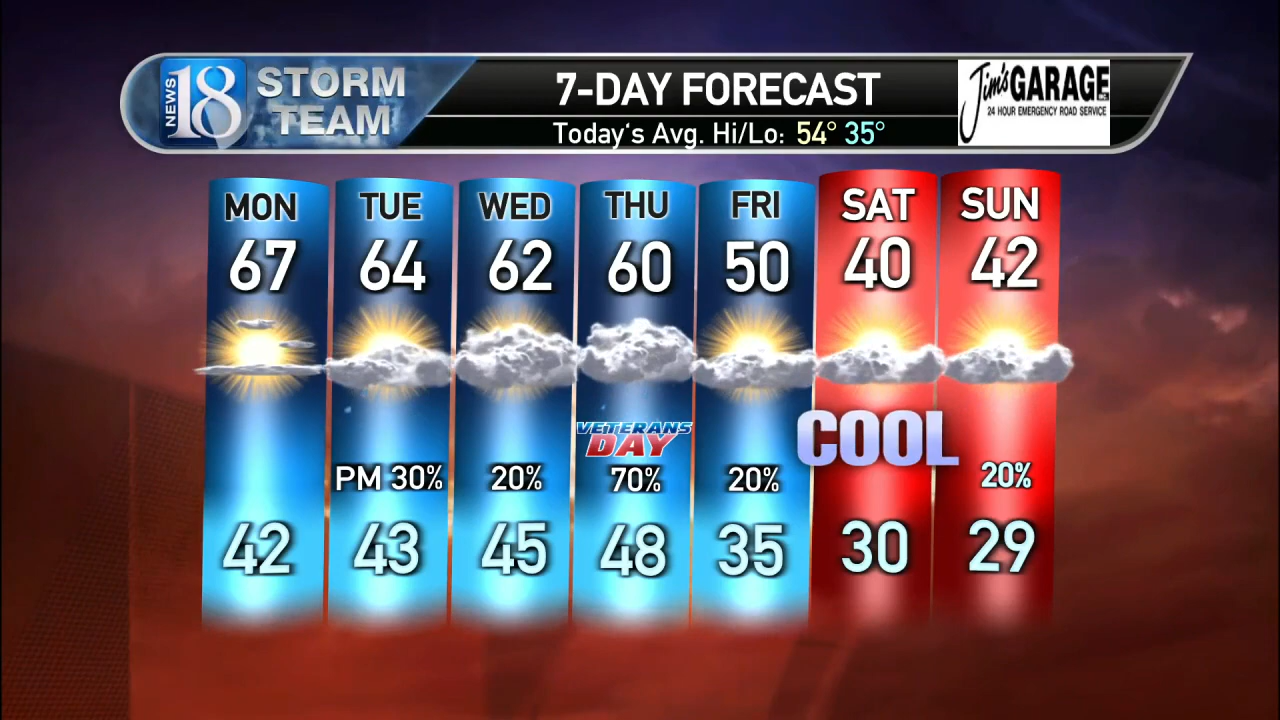 NEWS 18 STORM TEAM
7-DAY FORECAST
Today's Avg. Hi/Lo: 54° 35°
Jim's GARAGE INC.
24 HOUR EMERGENCY ROAD SERVICE
MON TUE WED THU FRI SAT SUN
67 64 62 60 50 40 42
VETERANS DAY
COOL
PM 30% 20% 70% 20% 20%
42 43 45 48 35 30 29